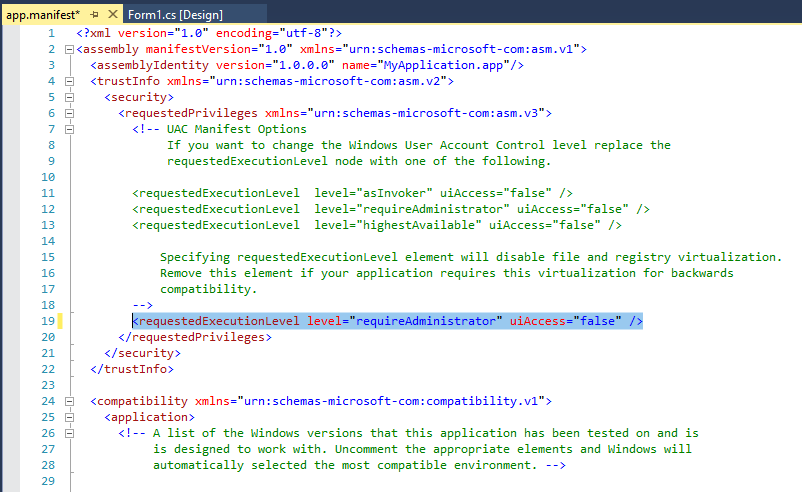 app.manifest* Form1.cs [Design]
1 <?xml version="1.0" encoding="utf-8"?>
2 <assembly manifestVersion="1.0" xmlns="urn:schemas-microsoft-com:asm.v1">
3 <assemblyIdentity version="1.0.0.0" name="MyApplication.app"/>
4 <trustInfo xmlns="urn:schemas-microsoft-com:asm.v2">
5 <security>
6 <requestedPrivileges xmlns="urn:schemas-microsoft-com:asm.v3">
7 <!-- UAC Manifest Options
8 If you want to change the Windows User Account Control level replace the
9 requestedExecutionLevel node with one of the following.
10
11 <requestedExecutionLevel  level="asInvoker" uiAccess="false" />
12 <requestedExecutionLevel  level="requireAdministrator" uiAccess="false" />
13 <requestedExecutionLevel  level="highestAvailable" uiAccess="false" />
14
15 Specifying requestedExecutionLevel element will disable file and registry virtualization.
16 Remove this element if your application requires this virtualization for backwards
17 compatibility.
18 -->
19 <requestedExecutionLevel level="requireAdministrator" uiAccess="false" />
20 </requestedPrivileges>
21 </security>
22 </trustInfo>
23
24 <compatibility xmlns="urn:schemas-microsoft-com:compatibility.v1">
25 <application>
26 <!-- A list of the Windows versions that this application has been tested on and is
27 is designed to work with. Uncomment the appropriate elements and Windows will
28 automatically selected the most compatible environment. -->
29